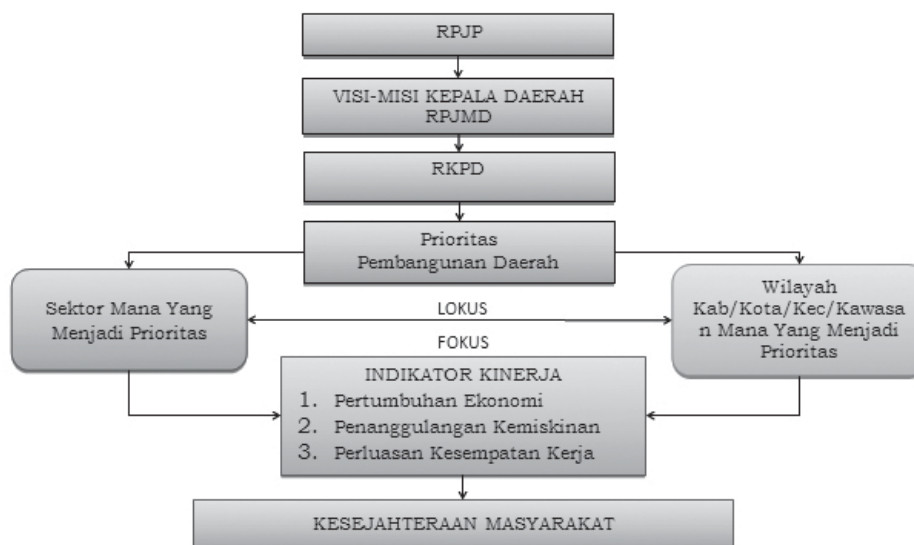 RPJP
VISI-MISI KEPALA DAERAH
RPJMD
RKPD
Prioritas
Pembangunan Daerah
Sektor Mana Yang
Menjadi Prioritas
LOKUS
FOKUS
Wilayah
Kab/Kota/Kec/Kawasa
n Mana Yang Menjadi
Prioritas
INDIKATOR KINERJA
1. Pertumbuhan Ekonomi
2. Penanggulangan Kemiskinan
3. Perluasan Kesempatan Kerja
KESEJAHTERAAN MASYARAKAT